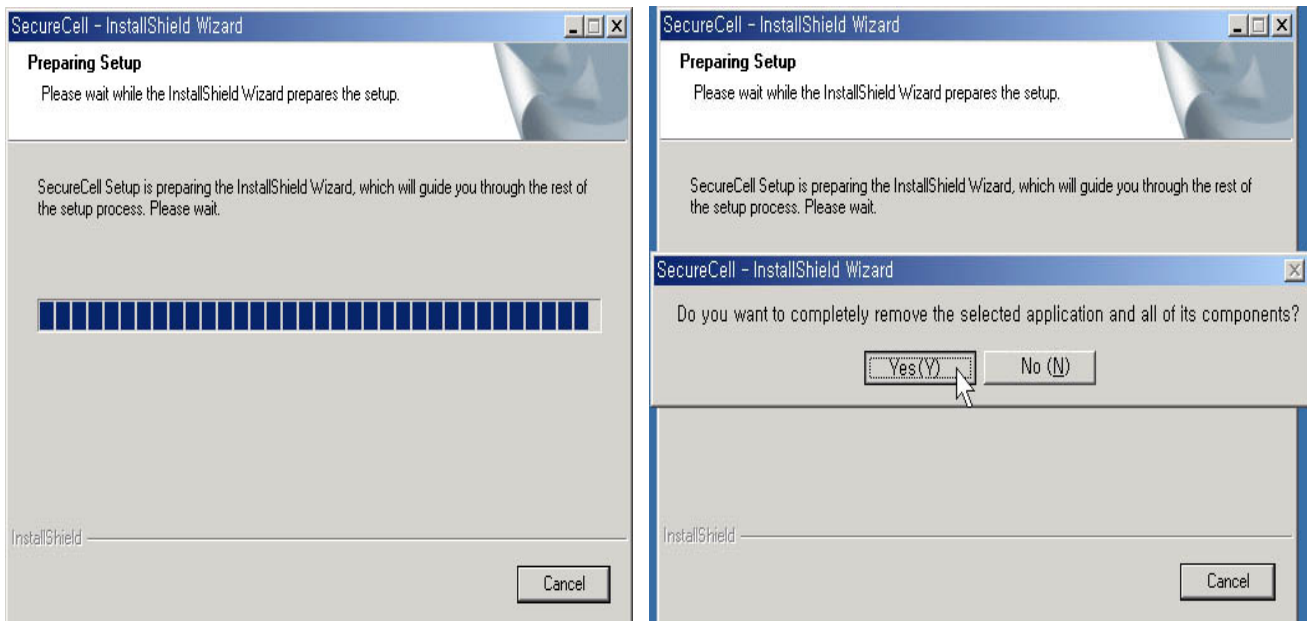 SecureCell - InstallShield Wizard
Preparing Setup
Please wait while the InstallShield Wizard prepares the setup.
SecureCell Setup is preparing the InstallShield Wizard, which will guide you through the rest of
the setup process. Please wait.
InstallShield
Cancel
SecureCell - InstallShield Wizard
Preparing Setup
Please wait while the InstallShield Wizard prepares the setup.
SecureCell Setup is preparing the InstallShield Wizard, which will guide you through the rest of
the setup process. Please wait.
SecureCell - InstallShield Wizard
Do you want to completely remove the selected application and all of its components?
Yes(Y)
No (N)
InstallShield
Cancel